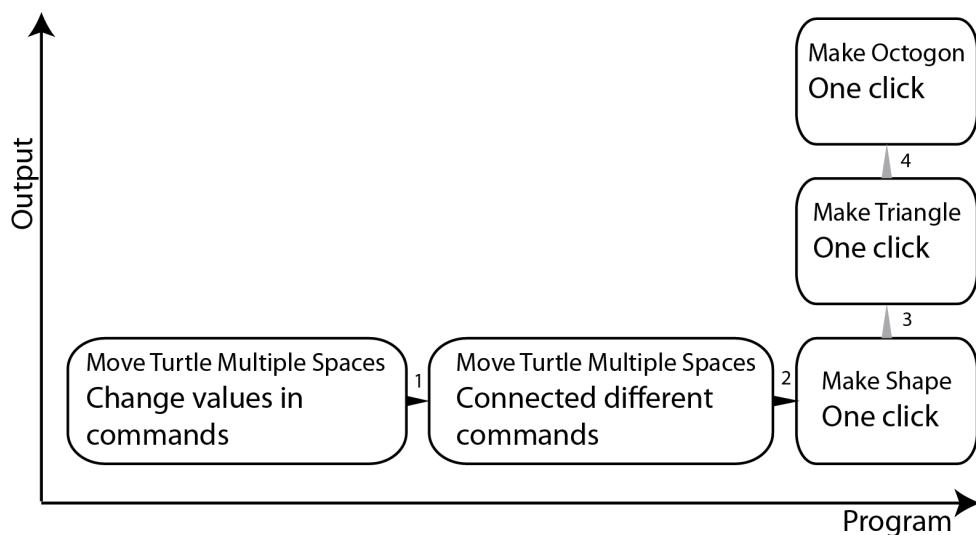 Output
Make Octogon
One click
4
Make Triangle
One click
3
Move Turtle Multiple Spaces
Change values in
commands
1
Move Turtle Multiple Spaces
Connected different
commands
2
Make Shape
One click
Program